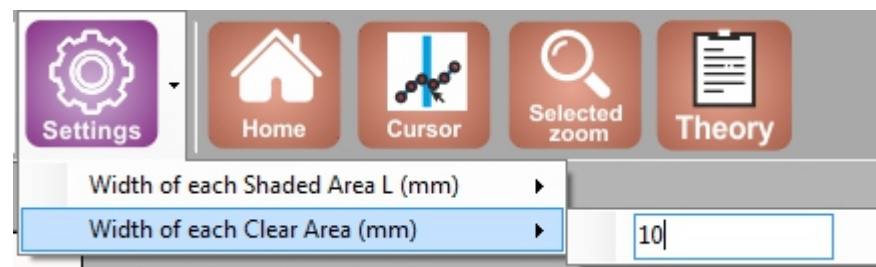 Settings
Home
Cursor
Selected
zoom
Theory
Width of each Shaded Area L (mm)
Width of each Clear Area (mm)
10